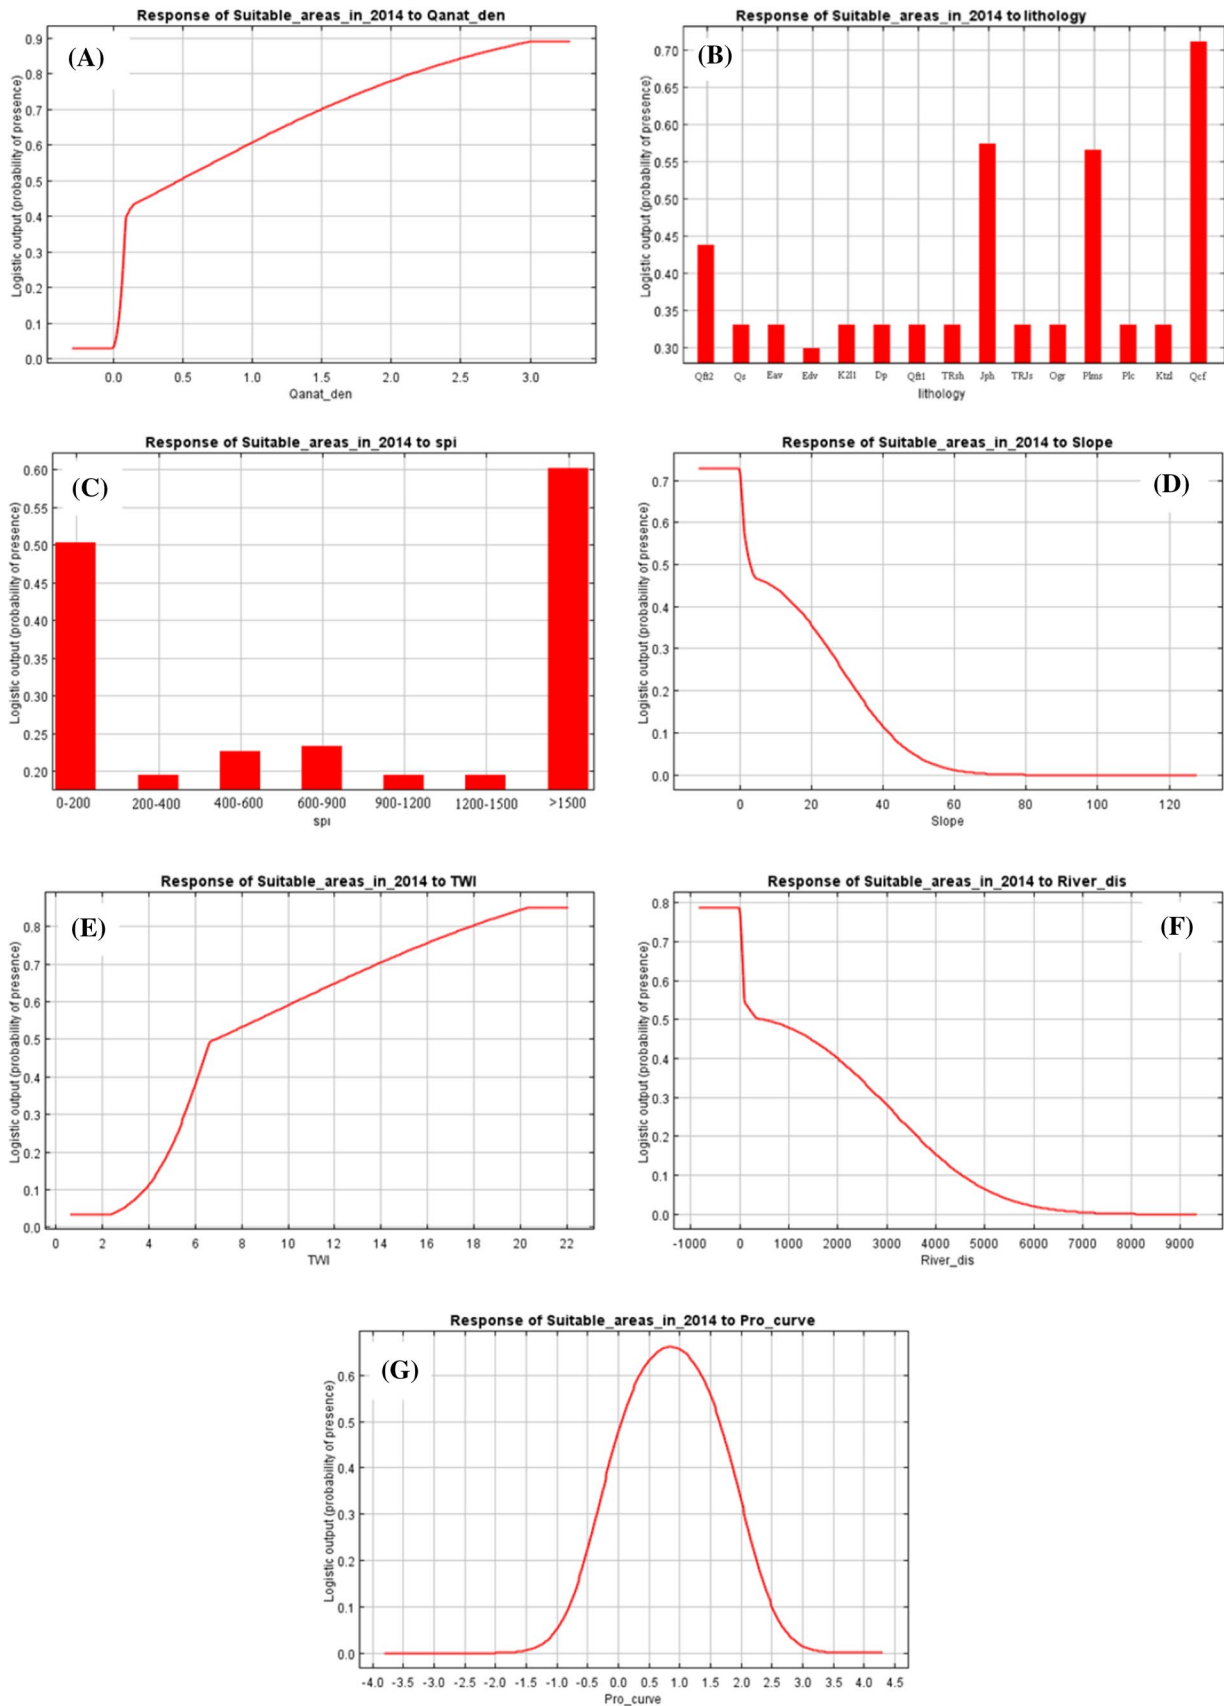 Response of Suitable_areas_in_2014 to Qanat_den
(A)
Logistic output (probability of presence)
0.9
0.8
0.7
0.6
0.5
0.4
0.3
0.2
0.1
0.0
0.0 0.5 1.0 1.5 2.0 2.5 3.0
Qanat_den
Response of Suitable_areas_in_2014 to lithology
(B)
Logistic output (probability of presence)
0.70
0.65
0.60
0.55
0.50
0.45
0.40
0.35
0.30
Qft2 Qs Eav Edv K2l1 Dp Qft1 TRsh Jph TRJs Ogr Plms Plc Ktzl Qcf
lithology
Response of Suitable_areas_in_2014 to spi
(C)
Logistic output (probability of presence)
0.60
0.55
0.50
0.45
0.40
0.35
0.30
0.25
0.20
0-200 200-400 400-600 600-900 900-1200 1200-1500 >1500
spi
Response of Suitable_areas_in_2014 to Slope
(D)
Logistic output (probability of presence)
0.7
0.6
0.5
0.4
0.3
0.2
0.1
0.0
0 20 40 60 80 100 120
Slope
Response of Suitable_areas_in_2014 to TWI
(E)
Logistic output (probability of presence)
0.8
0.7
0.6
0.5
0.4
0.3
0.2
0.1
0.0
0 2 4 6 8 10 12 14 16 18 20 22
TWI
Response of Suitable_areas_in_2014 to River_dis
(F)
Logistic output (probability of presence)
0.8
0.7
0.6
0.5
0.4
0.3
0.2
0.1
0.0
-1000 0 1000 2000 3000 4000 5000 6000 7000 8000 9000
River_dis
Response of Suitable_areas_in_2014 to Pro_curve
(G)
Logistic output (probability of presence)
0.6
0.5
0.4
0.3
0.2
0.1
0.0
-4.0 -3.5 -3.0 -2.5 -2.0 -1.5 -1.0 -0.5 0.0 0.5 1.0 1.5 2.0 2.5 3.0 3.5 4.0 4.5
Pro_curve